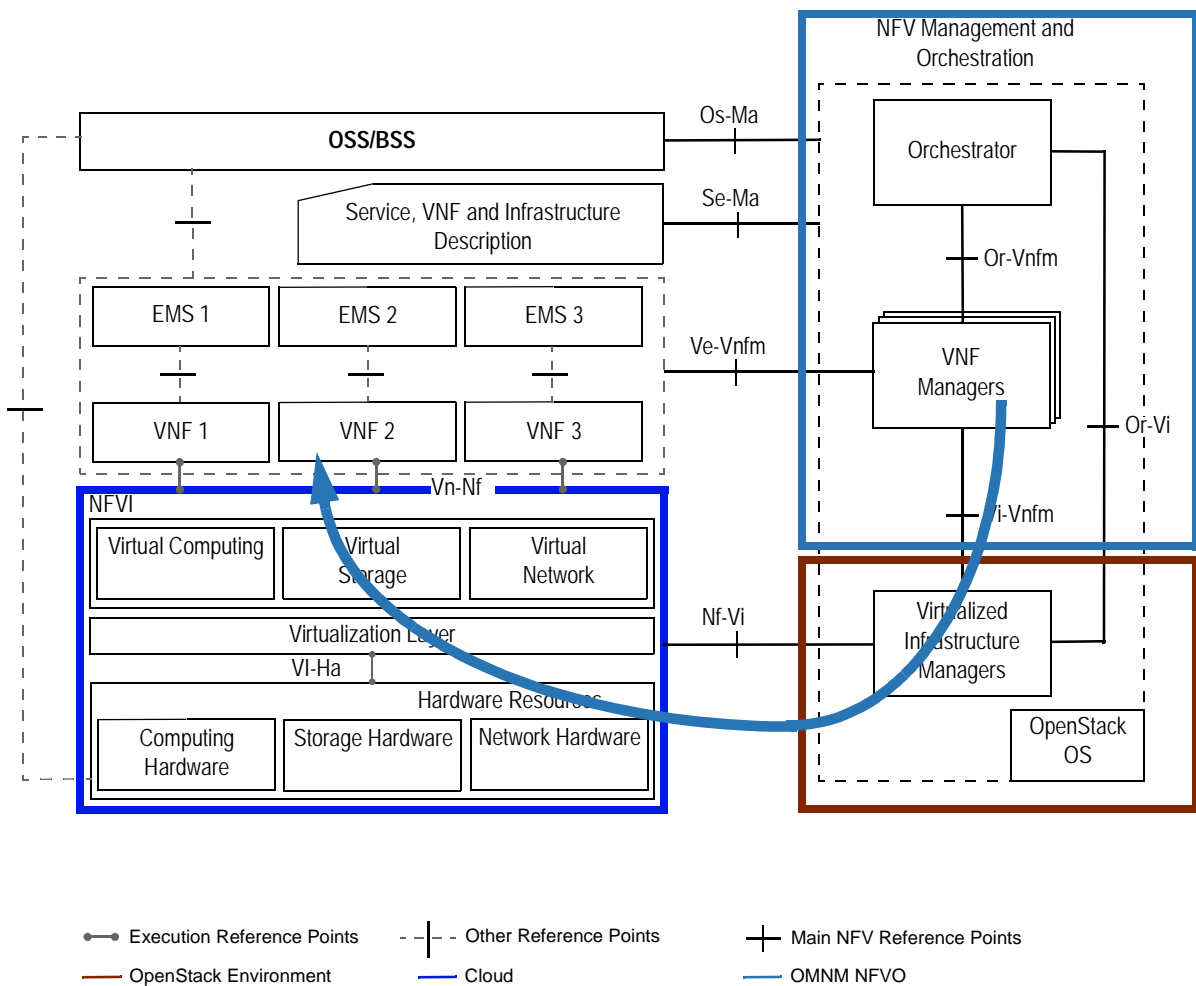 NFV Management and
Orchestration
Os-Ma
OSS/BSS
Orchestrator
Se-Ma
Service, VNF and Infrastructure
Description
Or-Vnfm
EMS 1
EMS 2
EMS 3
Ve-Vnfm
VNF
Managers
VNF 1
VNF 2
VNF 3
Or-Vi
Vn-Nf
NFVI
Vi-Vnfm
Virtual Computing
Virtual
Storage
Virtual
Network
Nf-Vi
Virtualized
Infrastructure
Managers
Virtualization Layer
VI-Ha
Hardware Resources
Computing
Hardware
Storage Hardware
Network Hardware
OpenStack
OS
Execution Reference Points
Other Reference Points
Main NFV Reference Points
OpenStack Environment
Cloud
OMNM NFVO